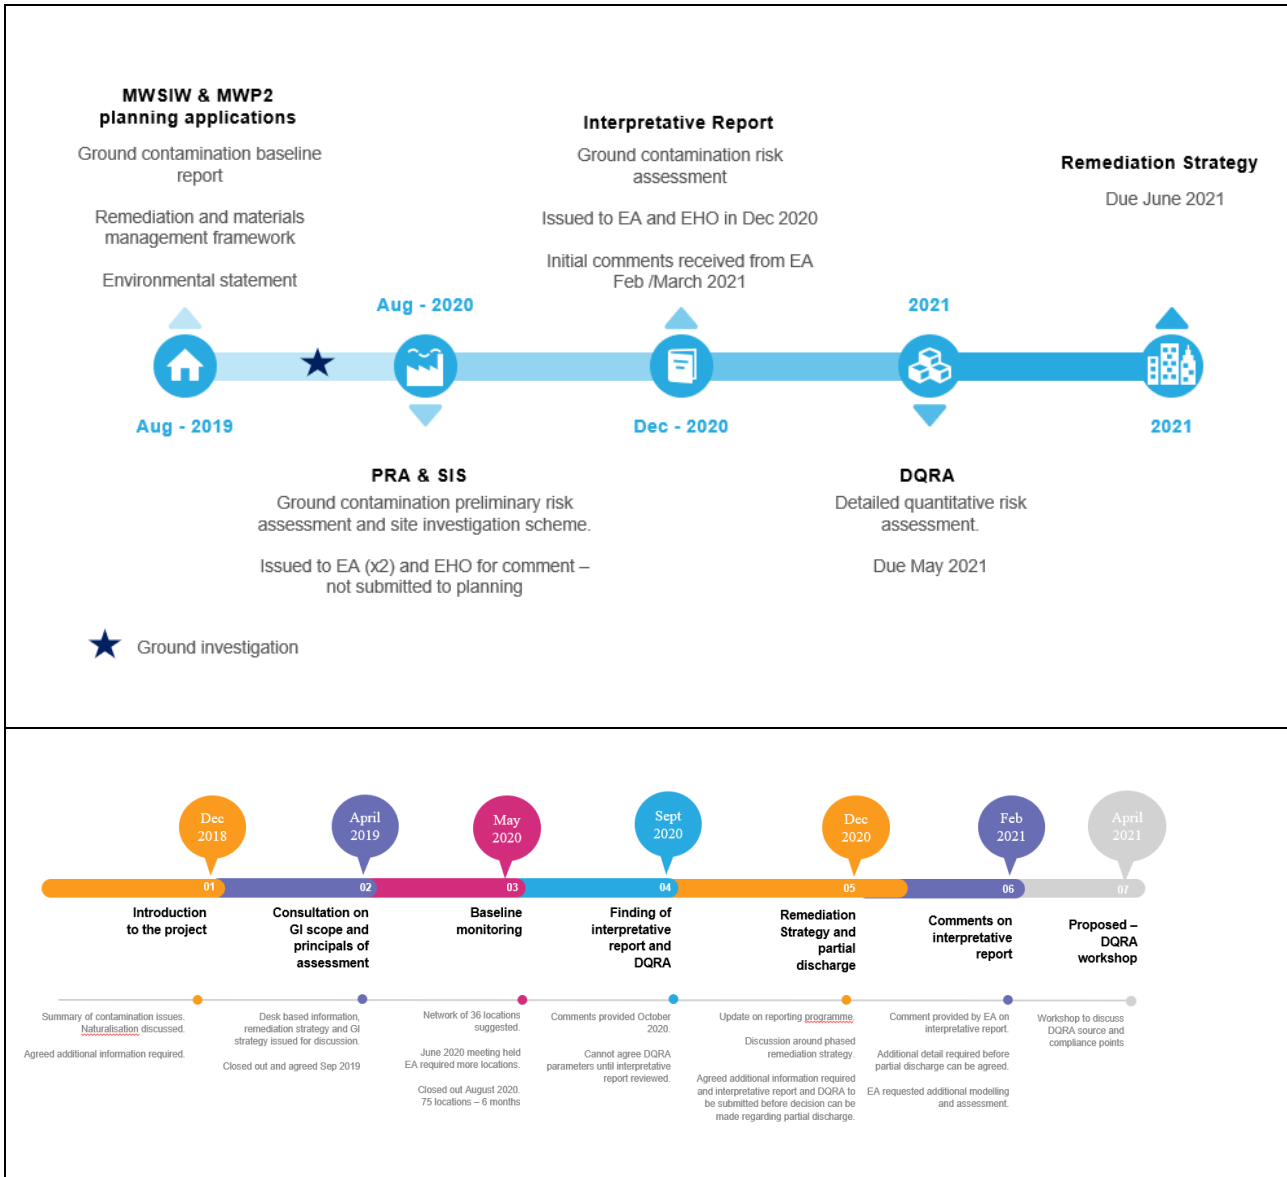 MWSIW & MWP2
planning applications
Ground contamination baseline
report
Remediation and materials
management framework
Environmental statement
Interpretative Report
Ground contamination risk
assessment
Issued to EA and EHO in Dec 2020
Initial comments received from EA
Feb /March 2021
Remediation Strategy
Due June 2021
Aug - 2020
2021
Aug - 2019
Dec - 2020
2021
PRA & SIS
Ground contamination preliminary risk
assessment and site investigation scheme.
Issued to EA (x2) and EHO for comment –
not submitted to planning
DQRA
Detailed quantitative risk
assessment.
Due May 2021
Ground investigation
Dec
2018
April
2019
May
2020
Sept
2020
Dec
2020
Feb
2021
April
2021
01
02
03
04
05
06
07
Introduction
to the project
Consultation on
GI scope and
principals of
assessment
Baseline
monitoring
Finding of
interpretative
report and
DQRA
Remediation
Strategy and
partial
discharge
Comments on
interpretative
report
Proposed –
DQRA
workshop
Summary of contamination issues.
Naturalisation discussed.
Agreed additional information required.
Desk based information,
remediation strategy and GI
strategy issued for discussion.
Closed out and agreed Sep 2019
Network of 36 locations
suggested.
June 2020 meeting held
EA required more locations.
Closed out August 2020.
75 locations – 6 months
Comments provided October
2020.
Cannot agree DQRA
parameters until interpretative
report reviewed.
Update on reporting programme.
Discussion around phased
remediation strategy.
Agreed additional information required
and interpretative report and DQRA to
be submitted before decision can be
made regarding partial discharge.
Comment provided by EA on
interpretative report.
Additional detail required before
partial discharge can be agreed.
EA requested additional modelling
and assessment.
Workshop to discuss
DQRA source and
compliance points